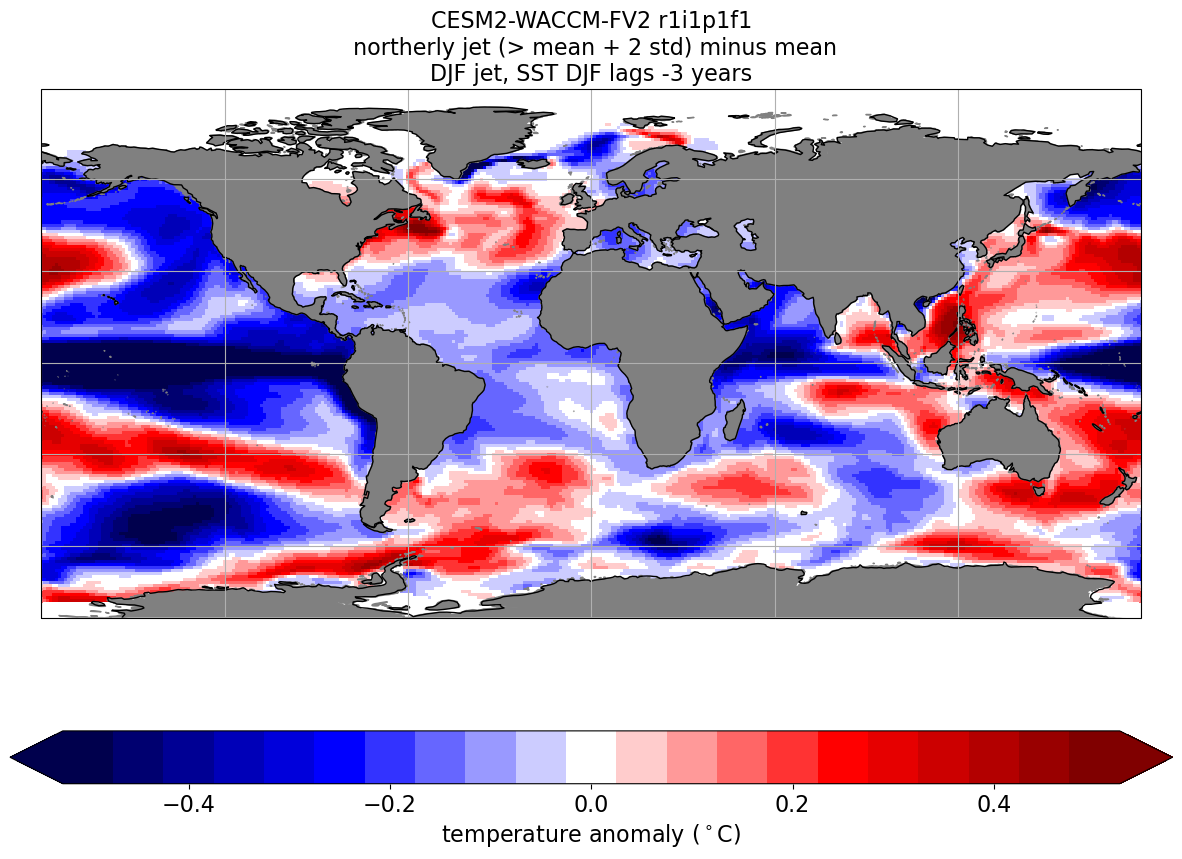 CESM2-WACCM-FV2 r1i1p1f1
northerly jet (> mean + 2 std) minus mean
DJF jet, SST DJF lags -3 years
−0.4 −0.2 0.0 0.2 0.4
temperature anomaly (°C)